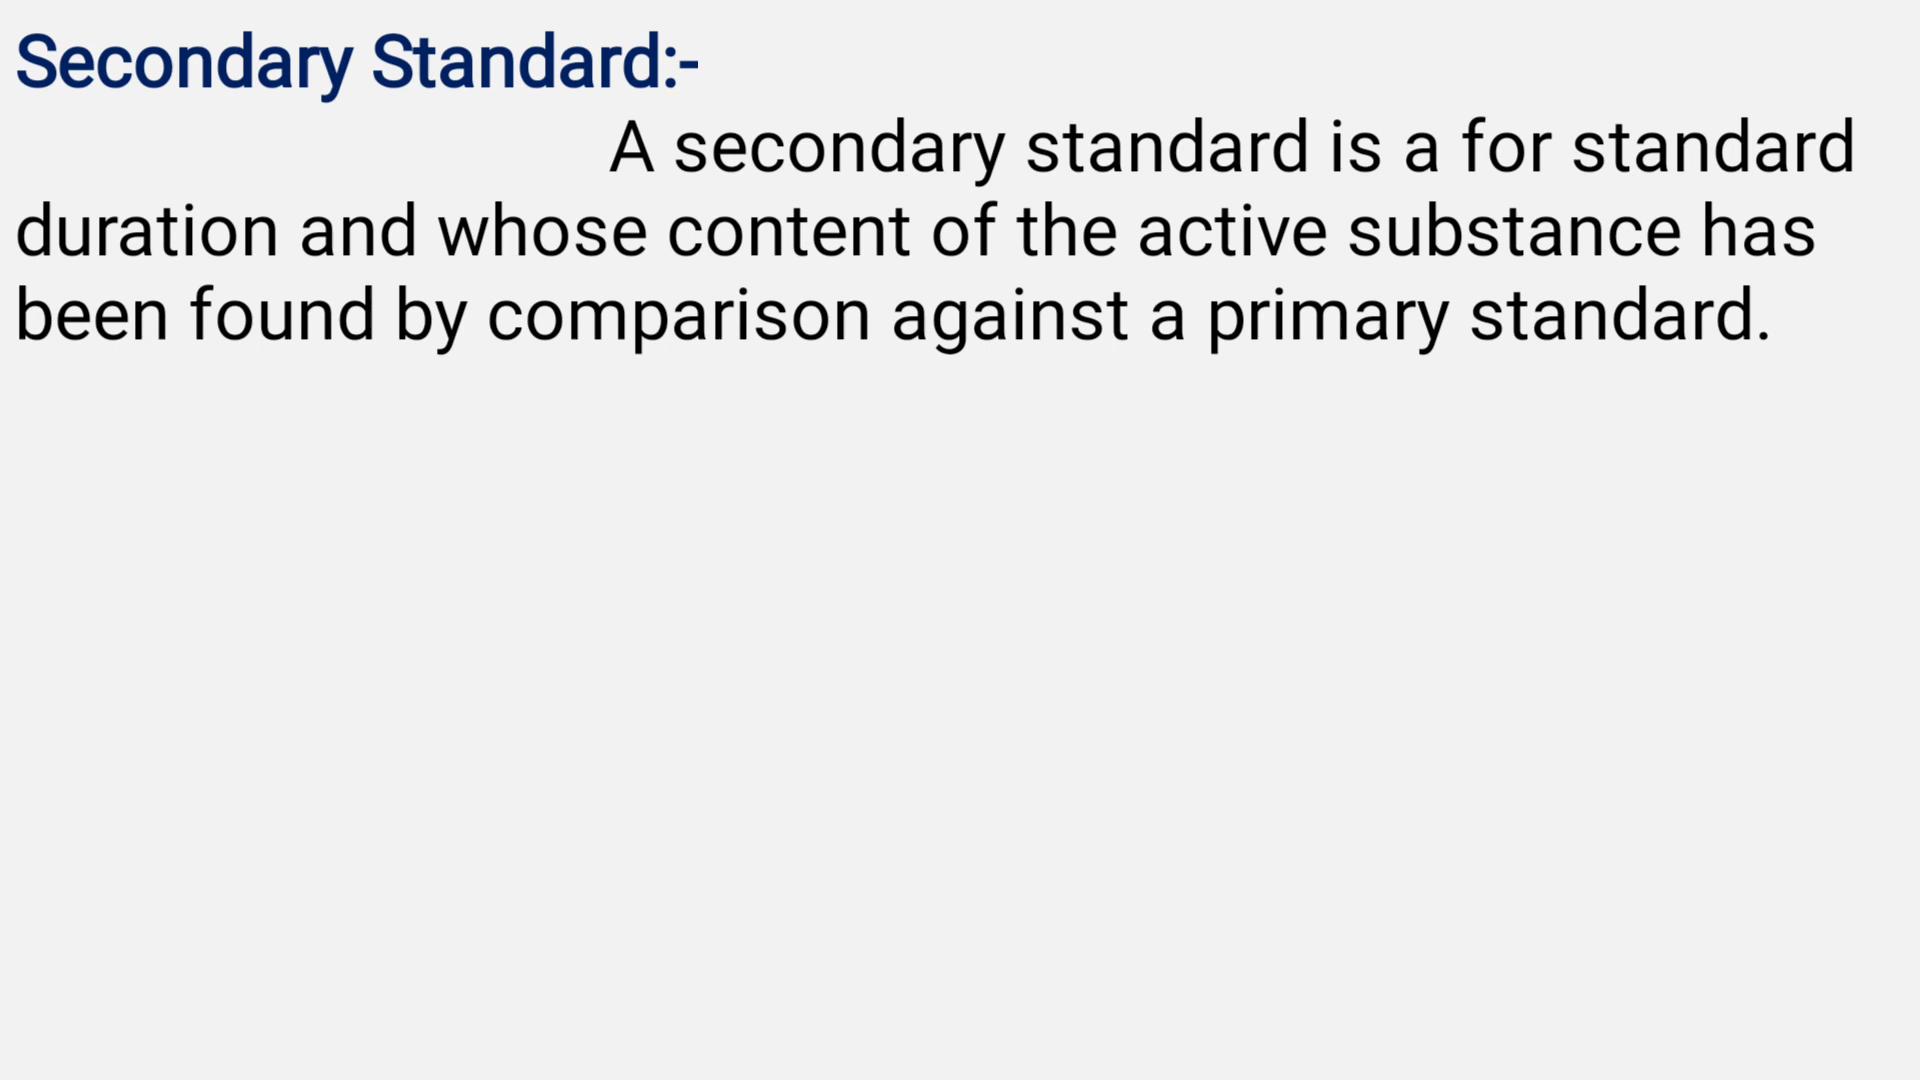 Secondary Standard:-
A secondary standard is a for standard
duration and whose content of the active substance has
been found by comparison against a primary standard.